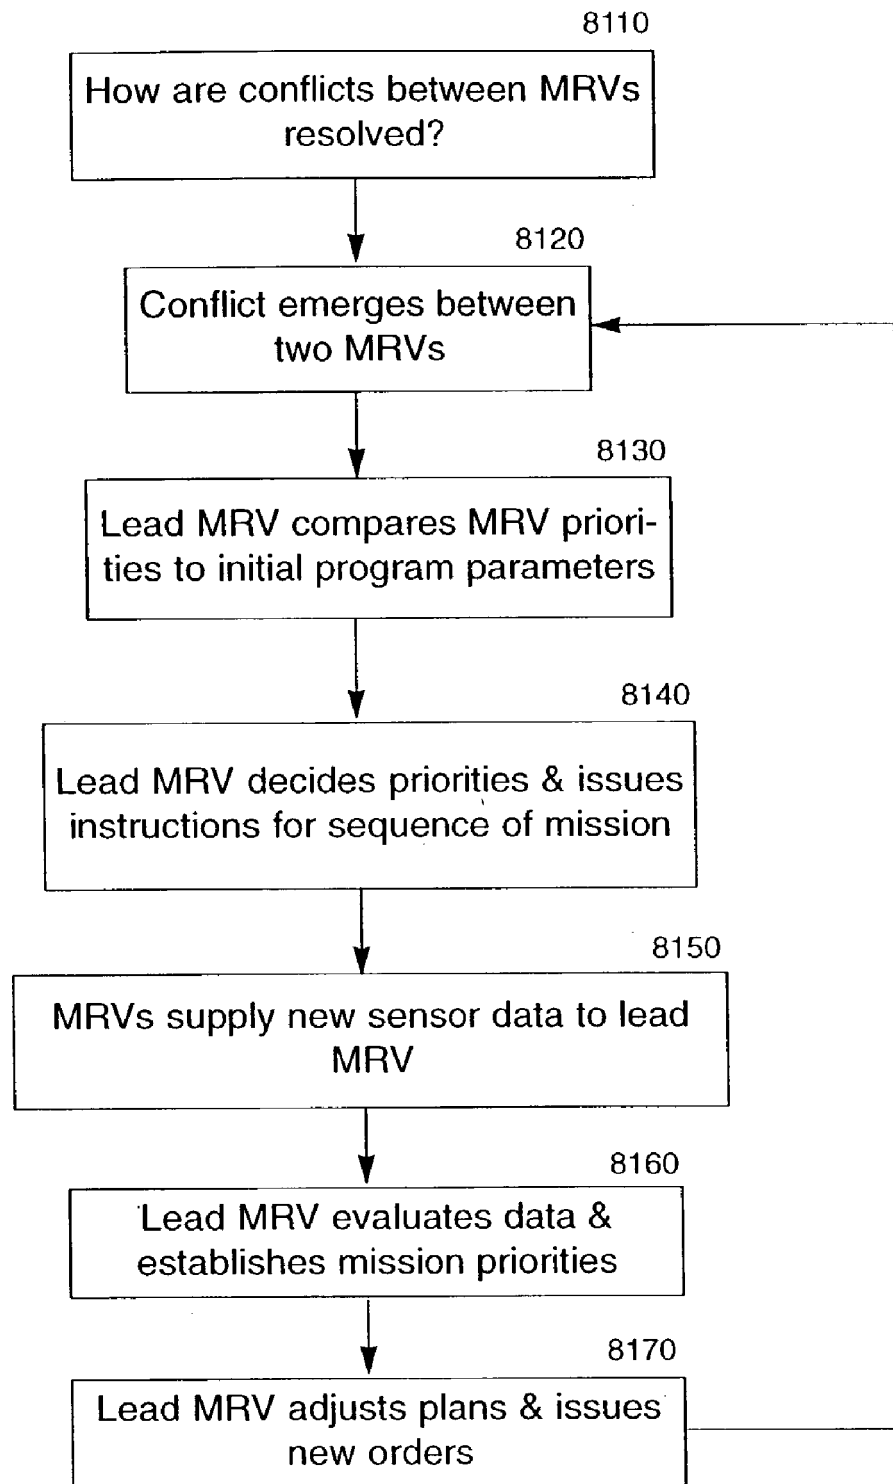 8110
How are conflicts between MRVs
resolved?
8120
Conflict emerges between
two MRVs
8130
Lead MRV compares MRV priori-
ties to initial program parameters
8140
Lead MRV decides priorities & issues
instructions for sequence of mission
8150
MRVs supply new sensor data to lead
MRV
8160
Lead MRV evaluates data &
establishes mission priorities
8170
Lead MRV adjusts plans & issues
new orders